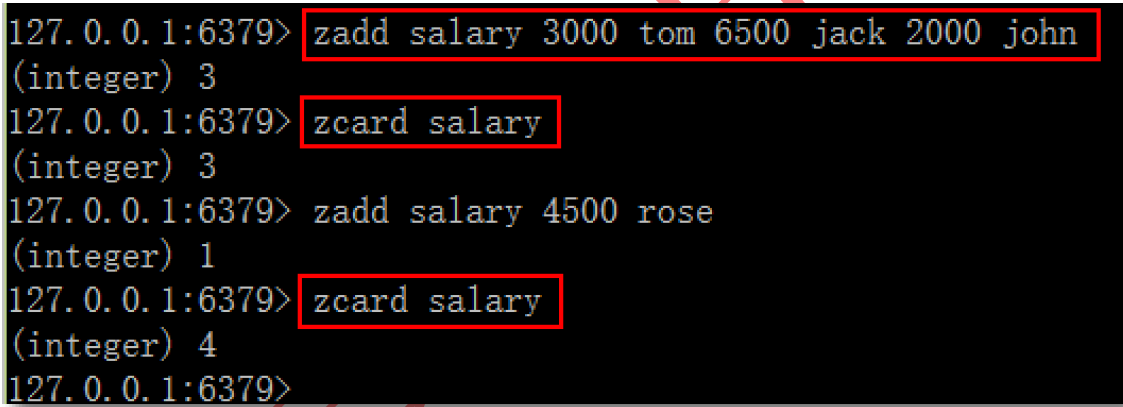 127.0.0.1:6379> zadd salary 3000 tom 6500 jack 2000 john
(integer) 3
127.0.0.1:6379> zcard salary
(integer) 3
127.0.0.1:6379> zadd salary 4500 rose
(integer) 1
127.0.0.1:6379> zcard salary
(integer) 4
127.0.0.1:6379>